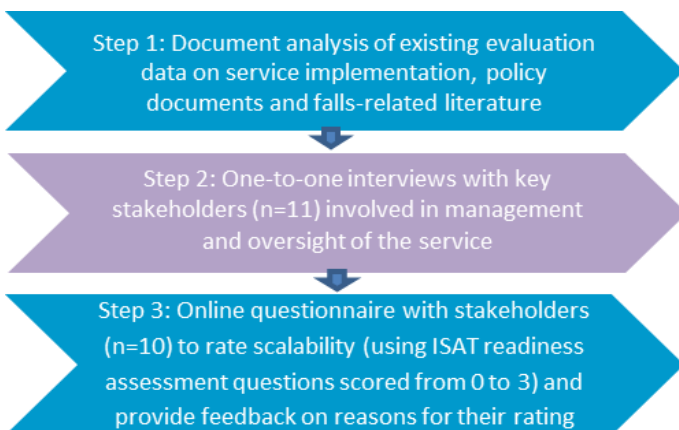 Step 1: Document analysis of existing evaluation
data on service implementation, policy
documents and falls-related literature
Step 2: One-to-one interviews with key
stakeholders (n=11) involved in management
and oversight of the service
Step 3: Online questionnaire with stakeholders
(n=10) to rate scalability (using ISAT readiness
assessment questions scored from 0 to 3) and
provide feedback on reasons for their rating